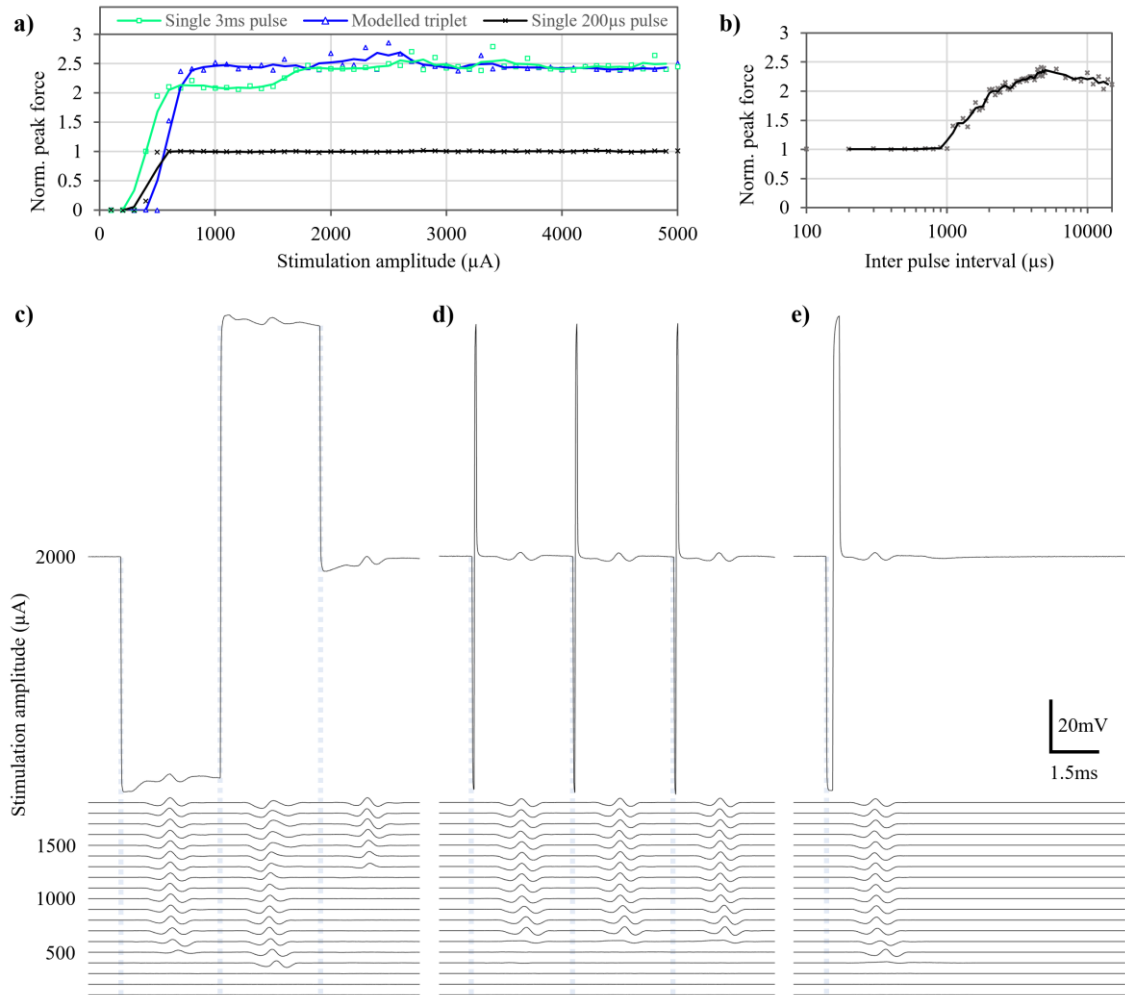 a)
Single 3ms pulse
Modelled triplet
Single 200µs pulse
3
2.5
2
1.5
1
0.5
0
Norm. peak force
0
1000
2000
3000
4000
5000
Stimulation amplitude (µA)
b)
3
2.5
2
1.5
1
0.5
0
Norm. peak force
100
1000
10000
Inter pulse interval (µs)
c)
d)
e)
2000
Stimulation amplitude (µA)
20mV
1.5ms
1500
1000
500